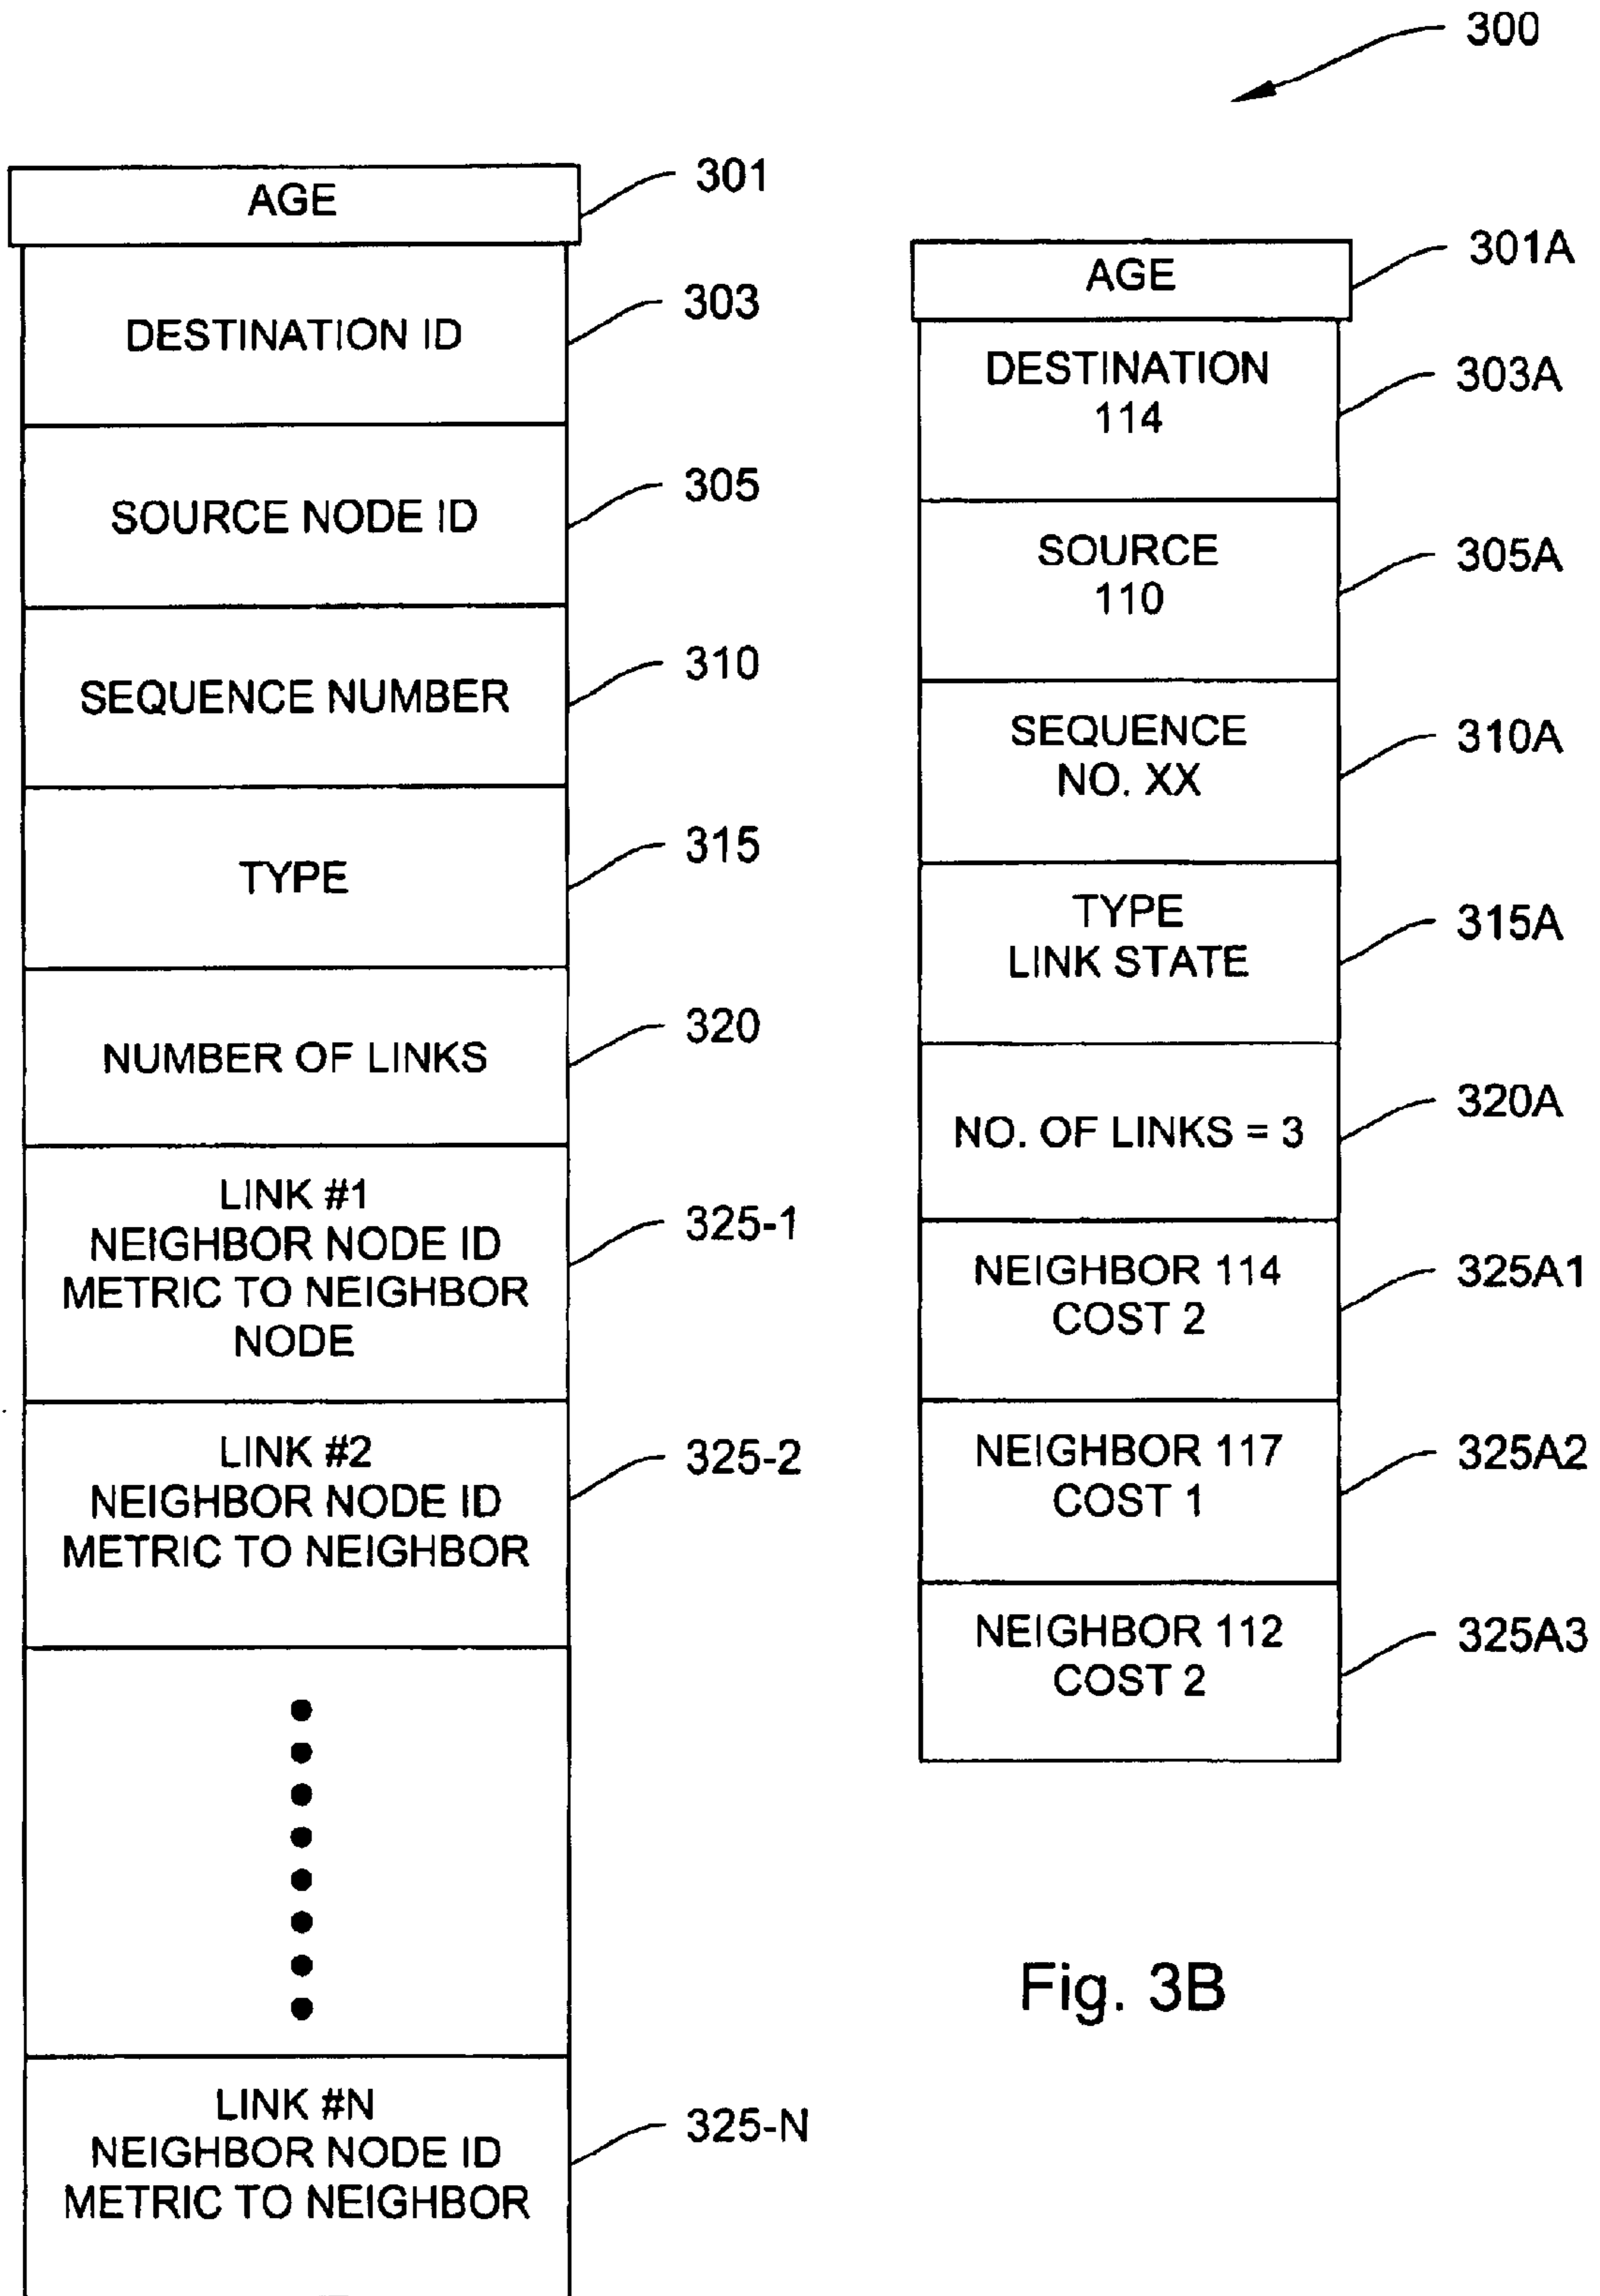 300
AGE
301
DESTINATION ID
303
SOURCE NODE ID
305
SEQUENCE NUMBER
310
TYPE
315
NUMBER OF LINKS
320
LINK #1
NEIGHBOR NODE ID
METRIC TO NEIGHBOR
NODE
325-1
LINK #2
NEIGHBOR NODE ID
METRIC TO NEIGHBOR
325-2
LINK #N
NEIGHBOR NODE ID
METRIC TO NEIGHBOR
325-N
AGE
301A
DESTINATION
114
303A
SOURCE
110
305A
SEQUENCE
NO. XX
310A
TYPE
LINK STATE
315A
NO. OF LINKS = 3
320A
NEIGHBOR 114
COST 2
325A1
NEIGHBOR 117
COST 1
325A2
NEIGHBOR 112
COST 2
325A3
Fig. 3B